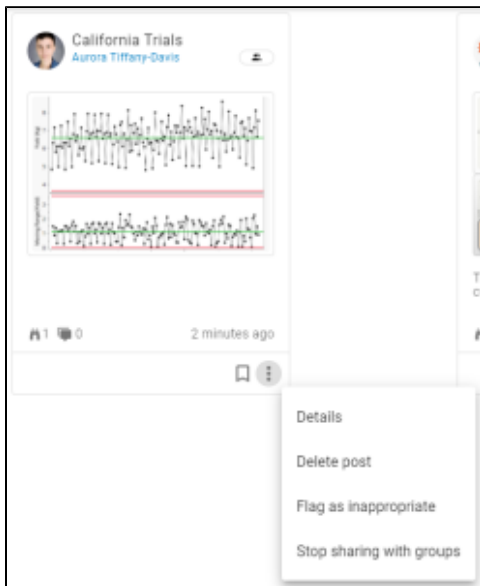 California Trials
Aurora Tiffany-Davis
1 0 2 minutes ago
Details
Delete post
Flag as inappropriate
Stop sharing with groups